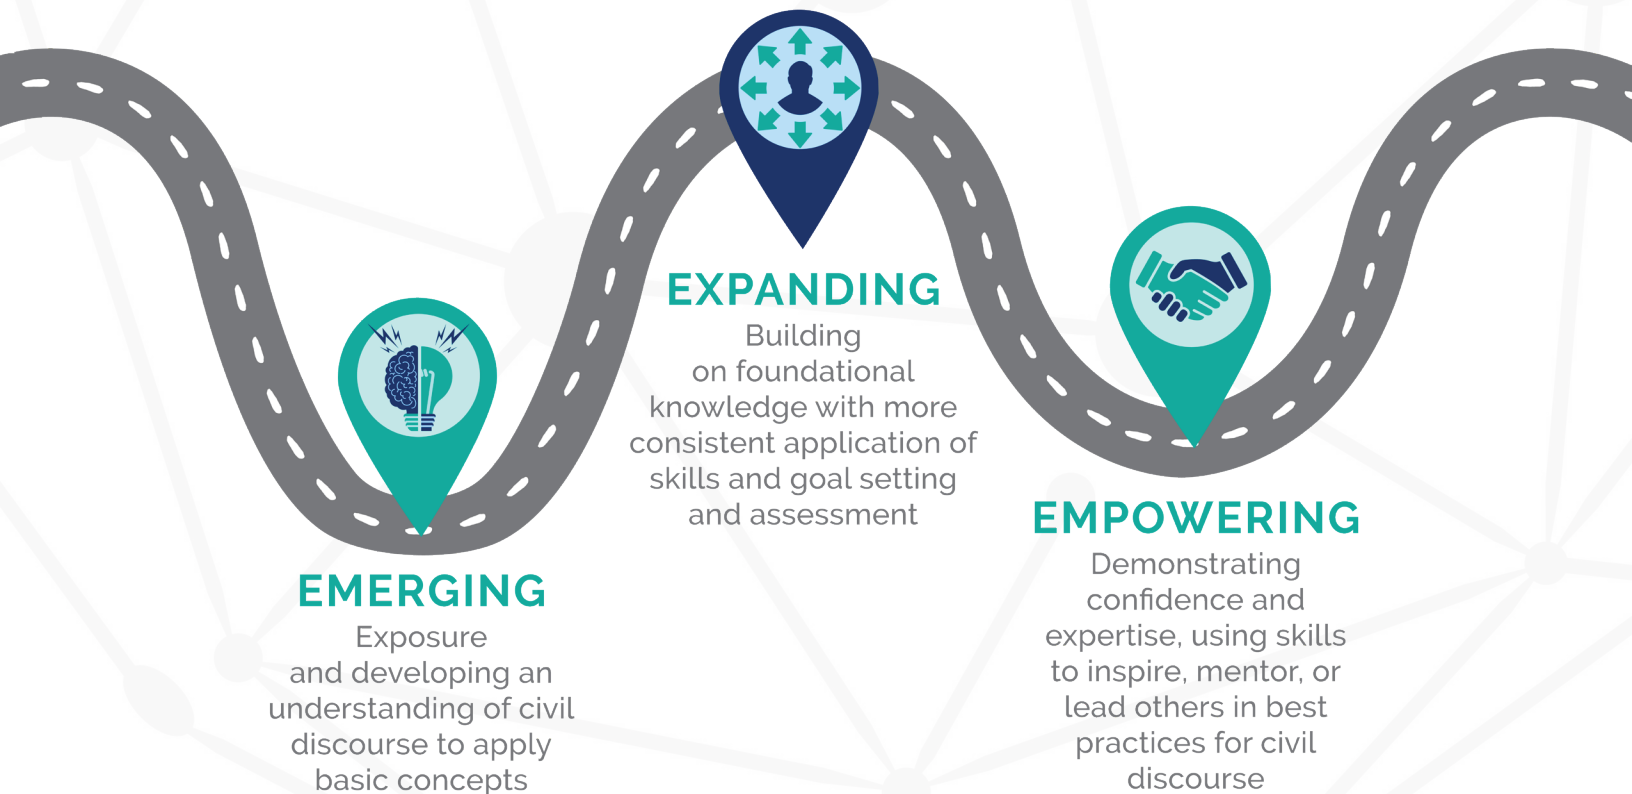 EXPANDING
Building
on foundational
knowledge with more
consistent application of
skills and goal setting
and assessment
EMERGING
Exposure
and developing an
understanding of civil
discourse to apply
basic concepts
EMPOWERING
Demonstrating
confidence and
expertise, using skills
to inspire, mentor, or
lead others in best
practices for civil
discourse